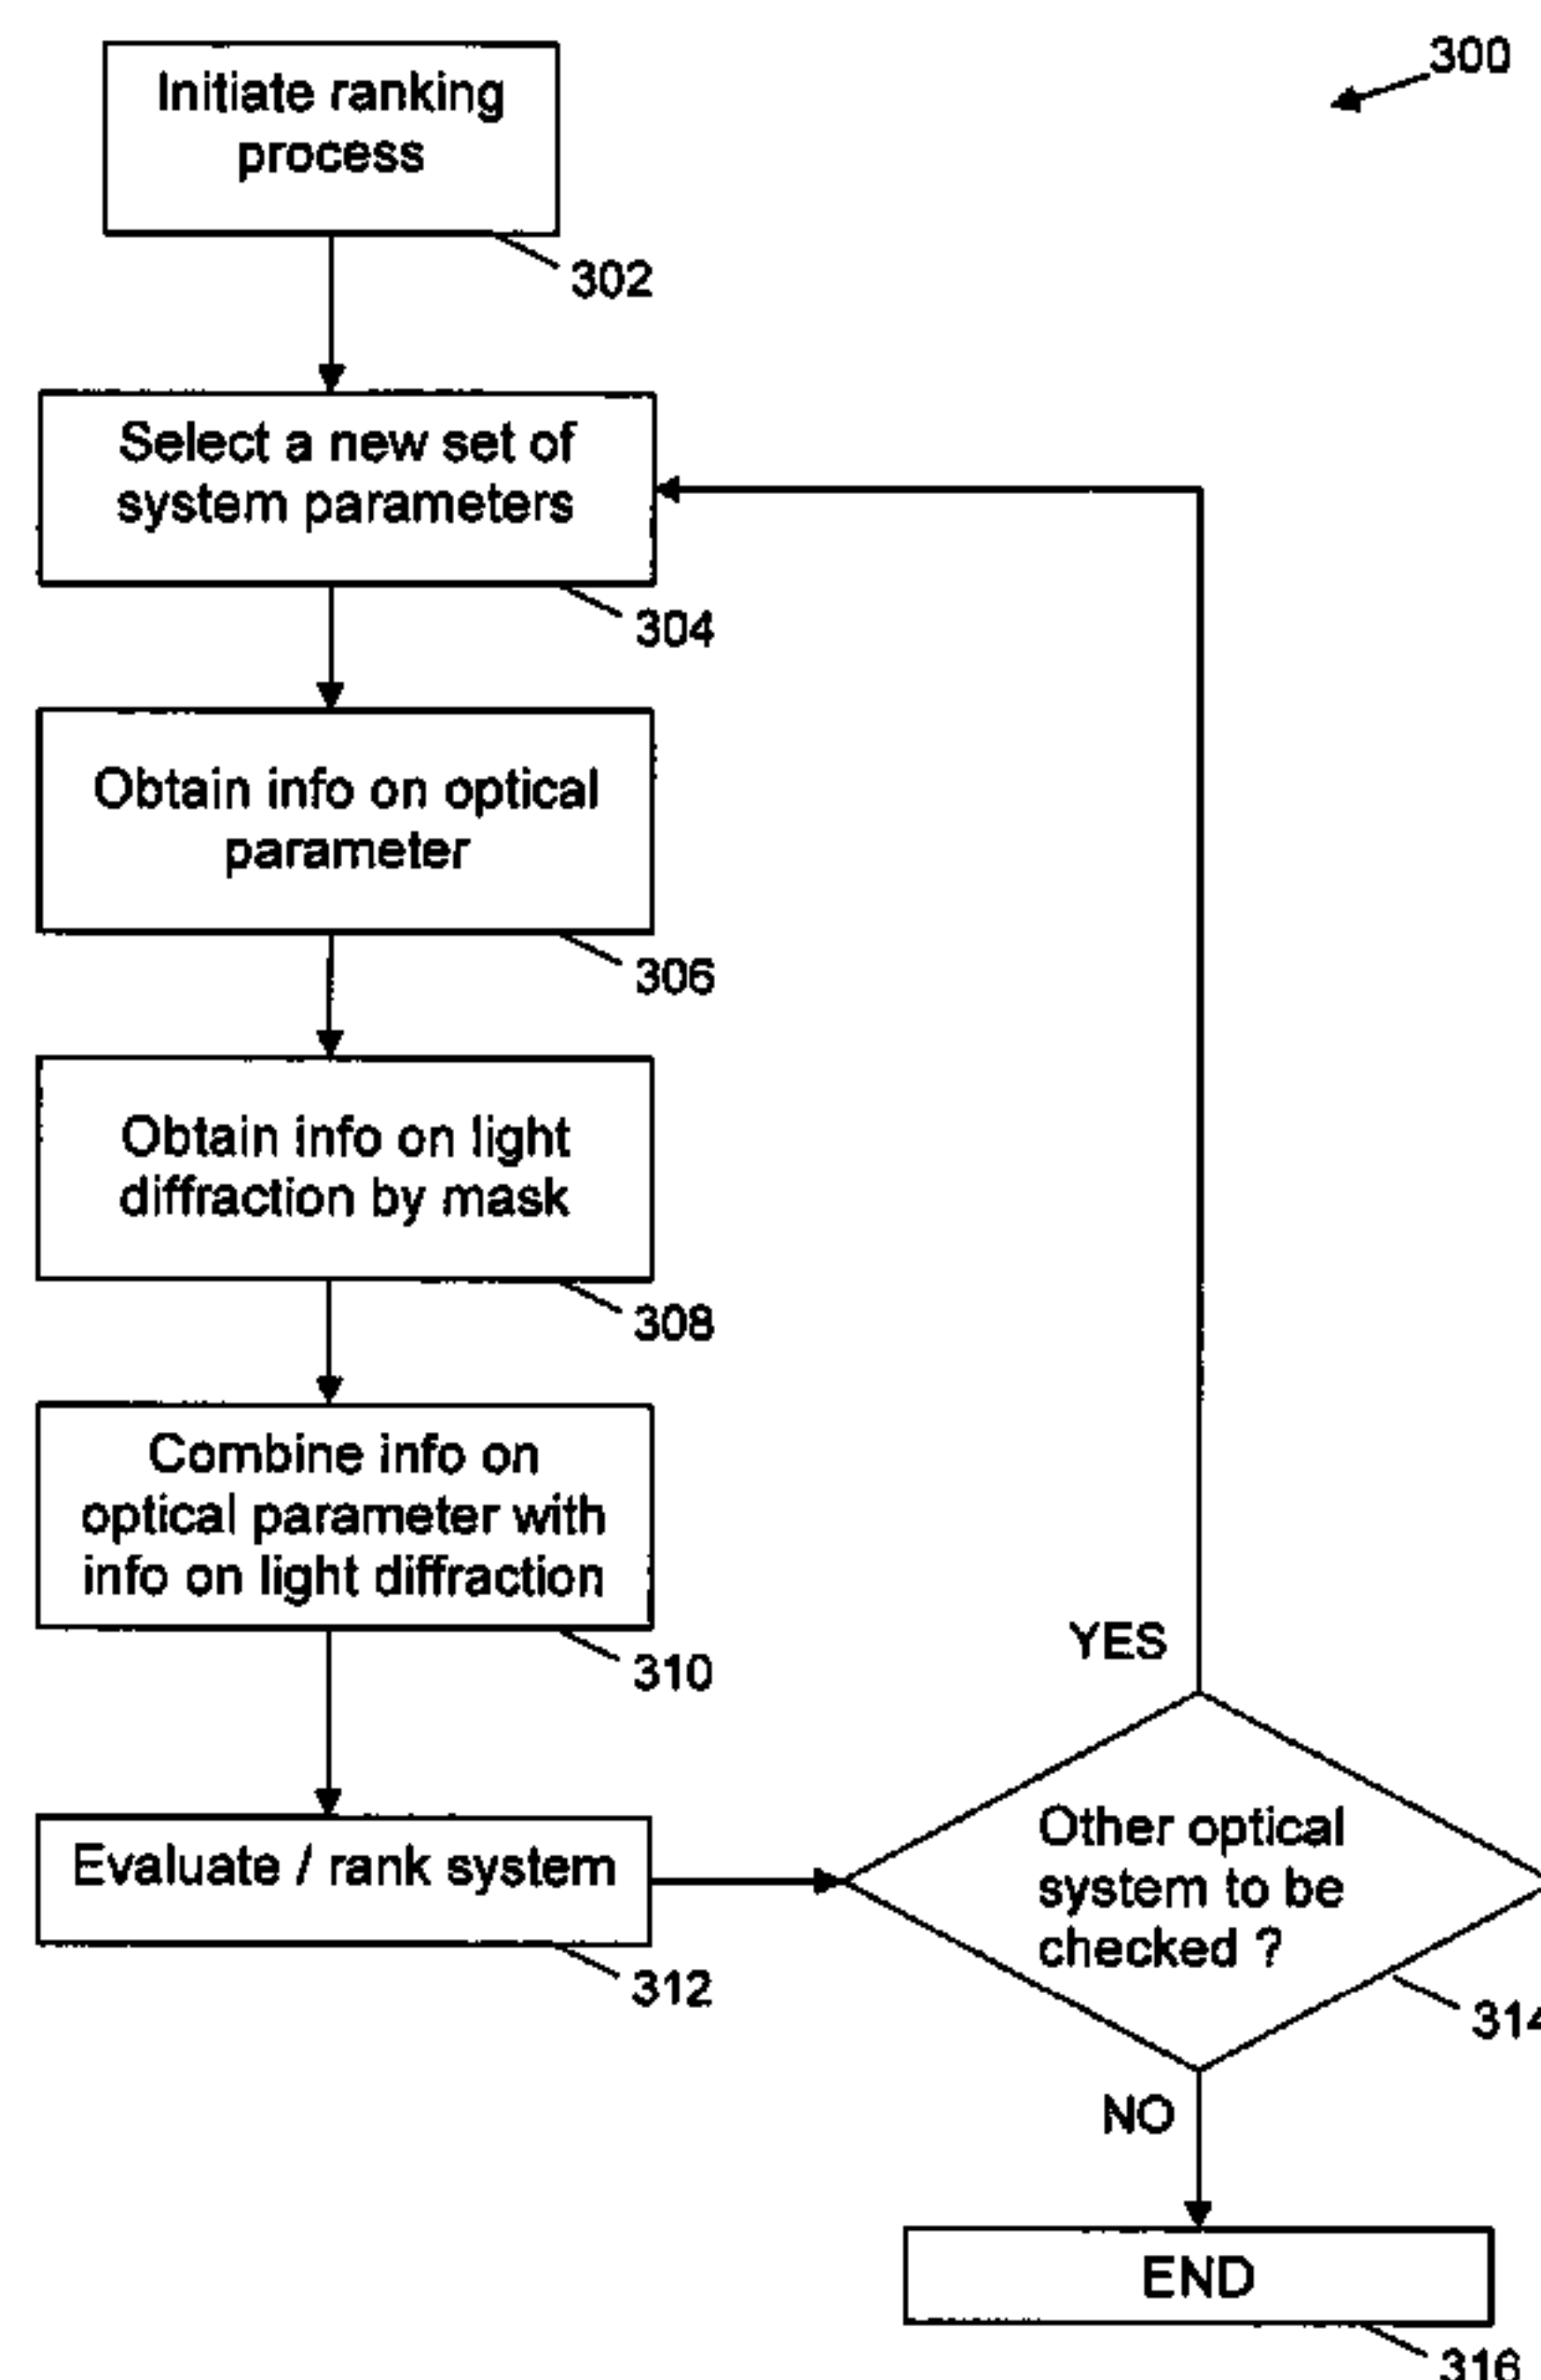 300
Initiate ranking
process
302
Select a new set of
system parameters
304
Obtain info on optical
parameter
306
Obtain info on light
diffraction by mask
308
Combine info on
optical parameter with
info on light diffraction
310
Evaluate / rank system
312
YES
Other optical
system to be
checked ?
314
NO
END
316